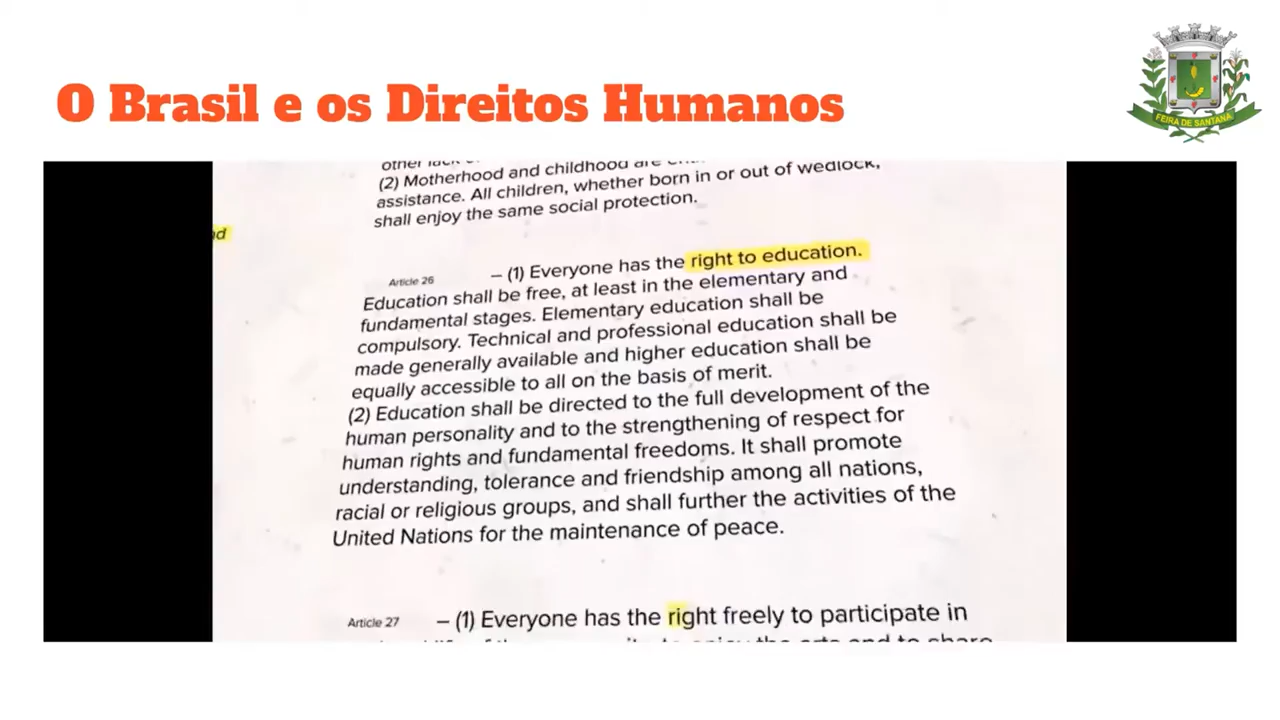 O Brasil e os Direitos Humanos
FEIRA DE SANTANA
other
(2) Motherhood and childhood are
assistance. All children, whether born in or out of wedlock,
shall enjoy the same social protection.
Article 26 – (1) Everyone has the right to education.
Education shall be free, at least in the elementary and
fundamental stages. Elementary education shall be
compulsory. Technical and professional education shall be
made generally available and higher education shall be
equally accessible to all on the basis of merit.
(2) Education shall be directed to the full development of the
human personality and to the strengthening of respect for
human rights and fundamental freedoms. It shall promote
understanding, tolerance and friendship among all nations,
racial or religious groups, and shall further the activities of the
United Nations for the maintenance of peace.
Article 27 – (1) Everyone has the right freely to participate in